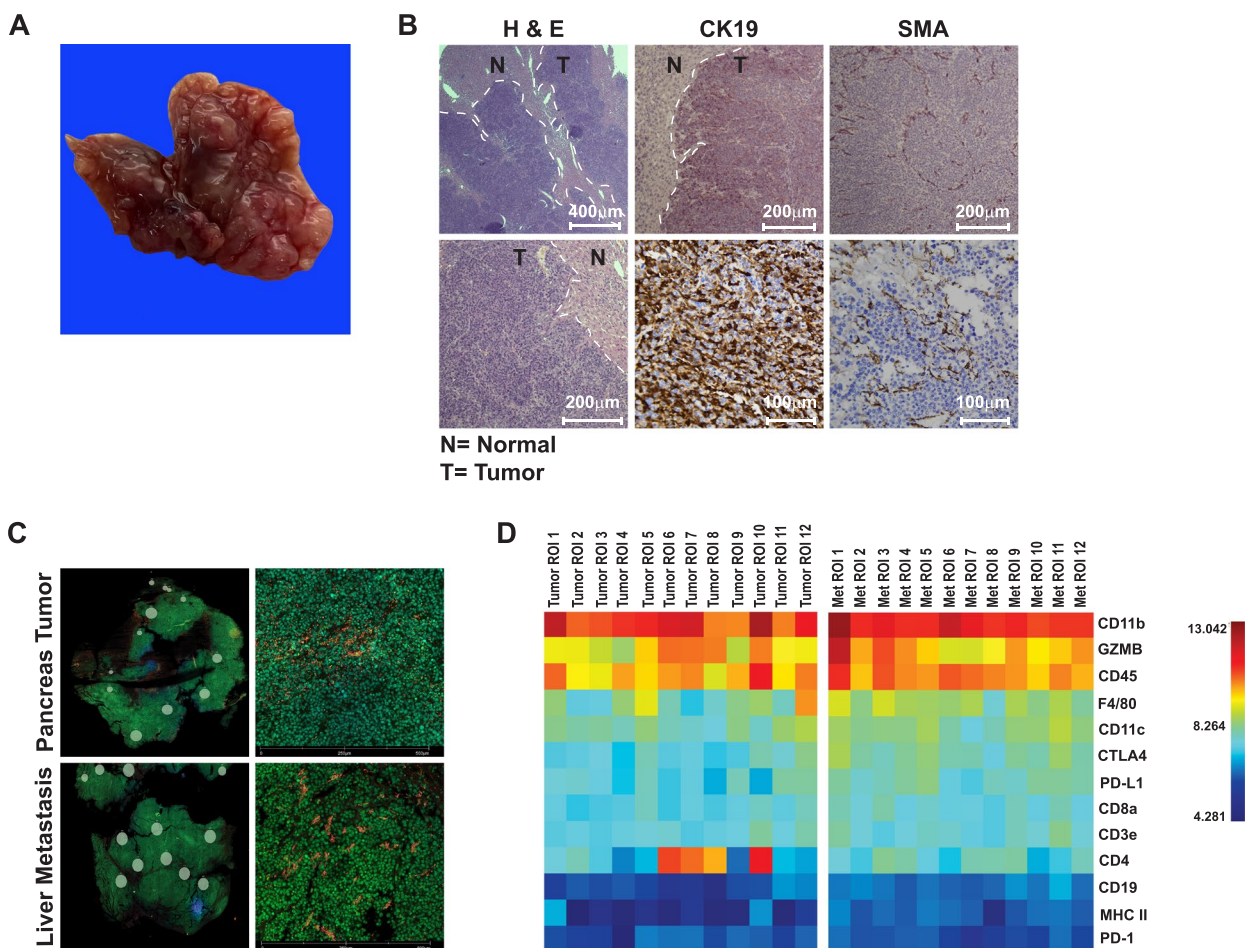 A
B
H & E
CK19
SMA
N
T
N
T
400μm
200μm
200μm
T
N
200μm
100μm
100μm
N= Normal
T= Tumor
C
Pancreas Tumor
Liver Metastasis
0
250μm
500μm
D
Tumor ROI 1
Tumor ROI 2
Tumor ROI 3
Tumor ROI 4
Tumor ROI 5
Tumor ROI 6
Tumor ROI 7
Tumor ROI 8
Tumor ROI 9
Tumor ROI 10
Tumor ROI 11
Tumor ROI 12
Met ROI 1
Met ROI 2
Met ROI 3
Met ROI 4
Met ROI 5
Met ROI 6
Met ROI 7
Met ROI 8
Met ROI 9
Met ROI 10
Met ROI 11
Met ROI 12
CD11b
GZMB
CD45
F4/80
CD11c
CTLA4
PD-L1
CD8a
CD3e
CD4
CD19
MHC II
PD-1
13.042
8.264
4.281